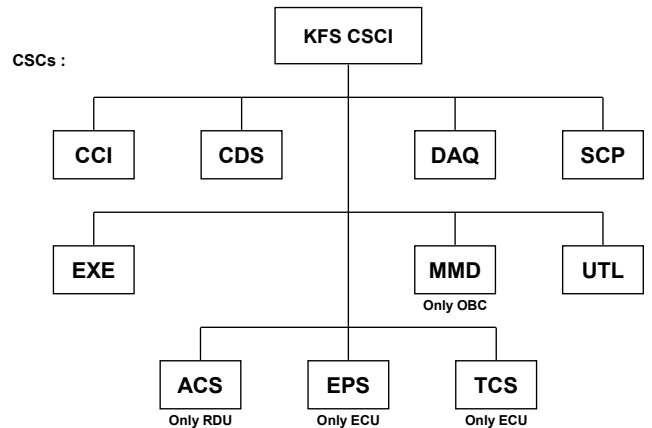 KFS CSCI
CSCs :
CCI
CDS
DAQ
SCP
EXE
MMD
UTL
Only OBC
ACS
EPS
TCS
Only RDU
Only ECU
Only ECU